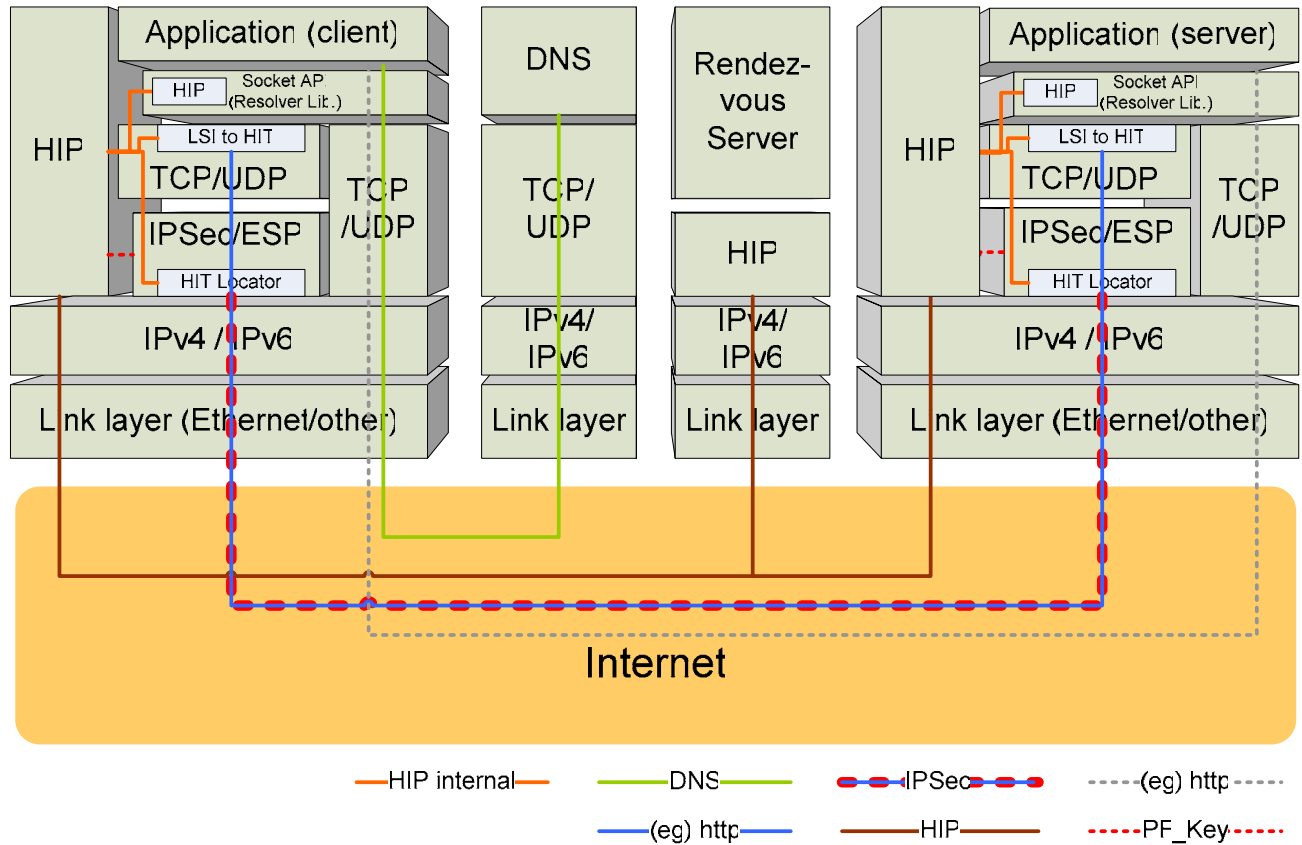 Application (client)
HIP
Socket API
(Resolver Lib.)
HIP
LSI to HIT
TCP/UDP
TCP
/UDP
IPSec/ESP
HIT Locator
IPv4 / IPv6
Link layer (Ethernet/other)
DNS
TCP/
UDP
IPv4/
IPv6
Link layer
Rendez-
vous
Server
HIP
IPv4/
IPv6
Link layer
Application (server)
HIP
Socket API
(Resolver Lib.)
HIP
LSI to HIT
TCP/UDP
TCP
/UDP
IPSec/ESP
HIT Locator
IPv4 / IPv6
Link layer (Ethernet/other)
Internet
HIP internal
DNS
IPSec
(eg) http
(eg) http
HIP
PF_Key